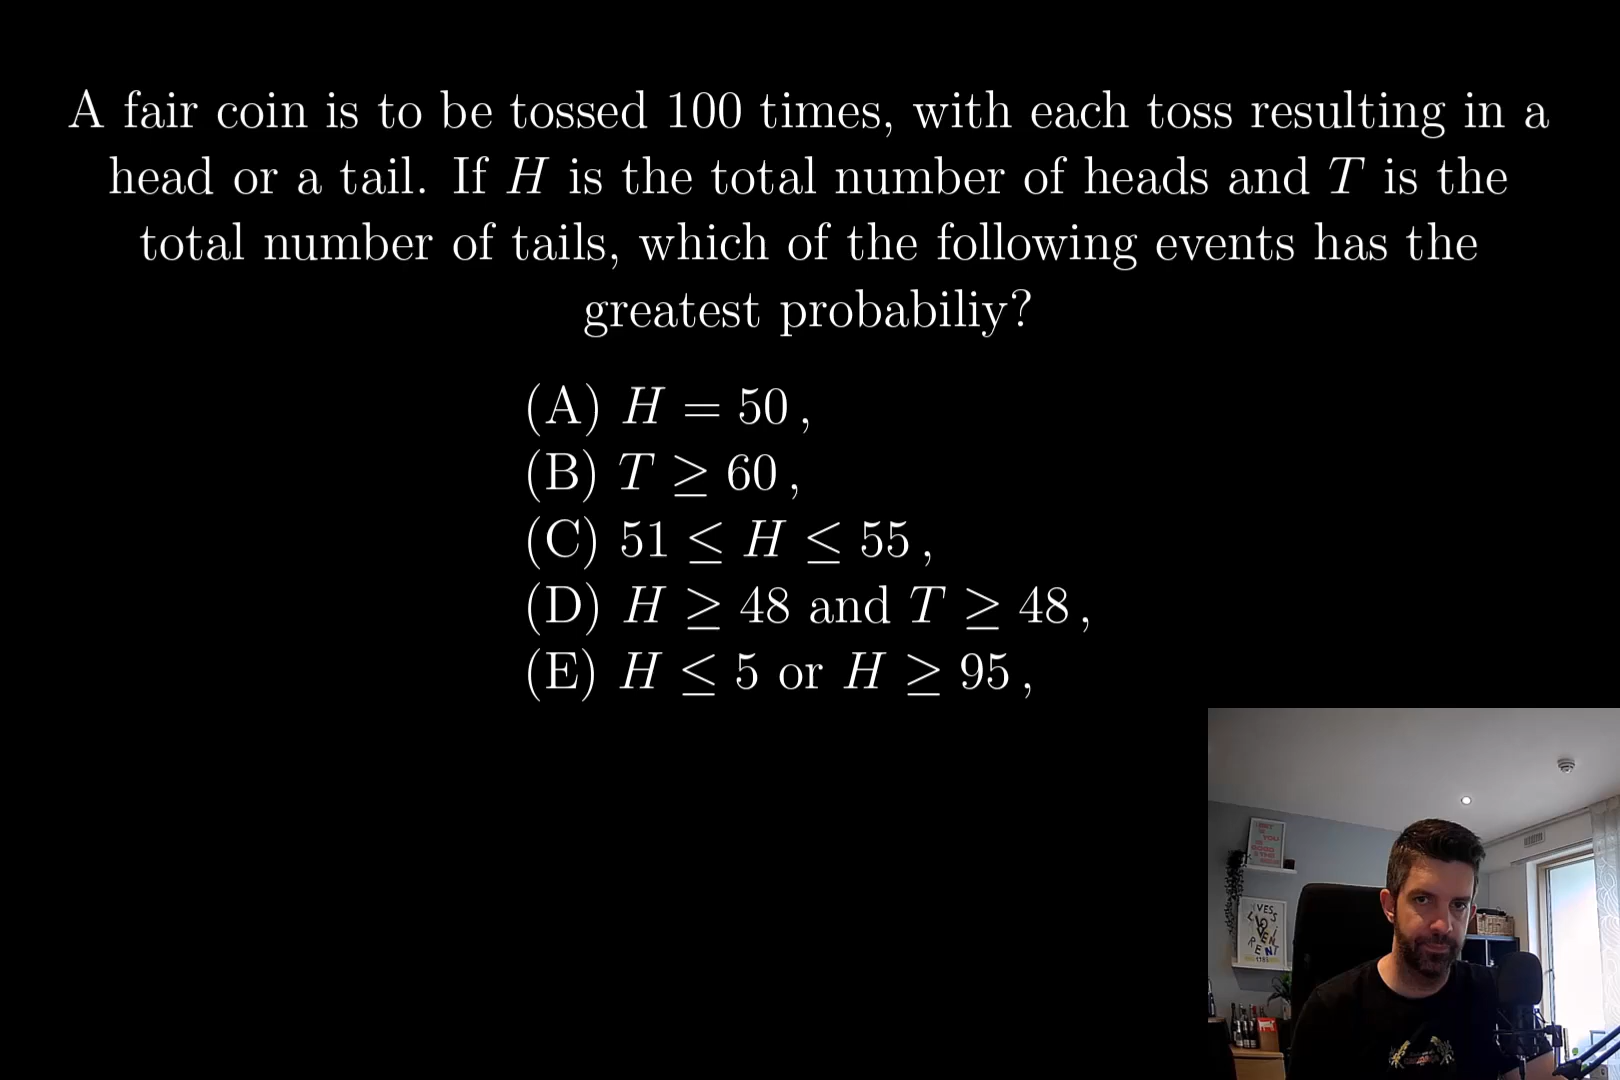 A fair coin is to be tossed 100 times, with each toss resulting in a
head or a tail. If H is the total number of heads and T is the
total number of tails, which of the following events has the
greatest probabiliy?
(A) H = 50 ,
(B) T ≥ 60 ,
(C) 51 ≤ H ≤ 55 ,
(D) H ≥ 48 and T ≥ 48 ,
(E) H ≤ 5 or H ≥ 95 ,